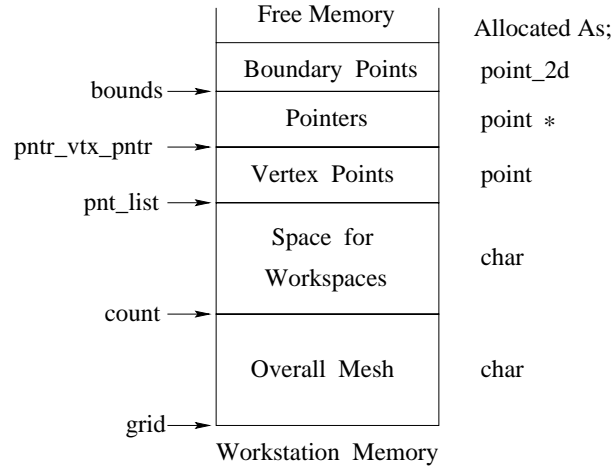 Free Memory
Allocated As;
Boundary Points
point_2d
bounds
Pointers
point *
pntr_vtx_pntr
Vertex Points
point
pnt_list
Space for
Workspaces
char
count
Overall Mesh
char
grid
Workstation Memory